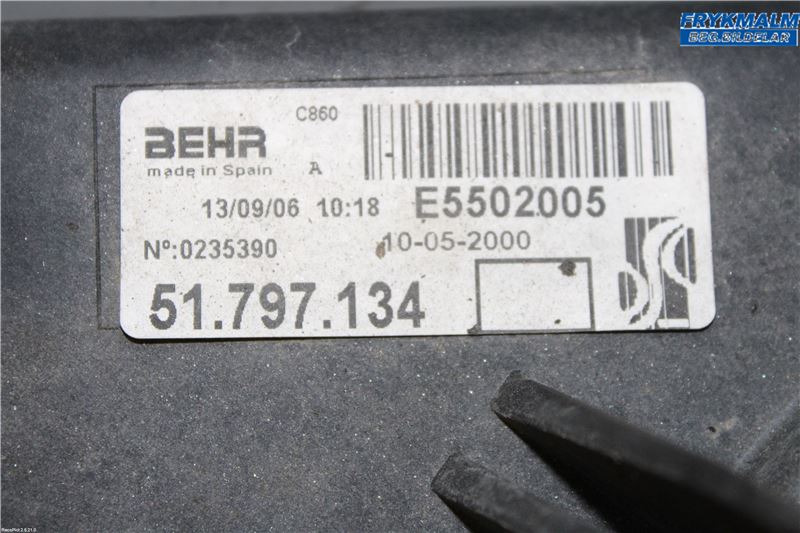 FRYKMALM
BEG.BILDELAR
C860
BEHR
made in Spain A
13/09/06 10:18 E5502005
Nº:0235390 10-05-2000
51.797.134